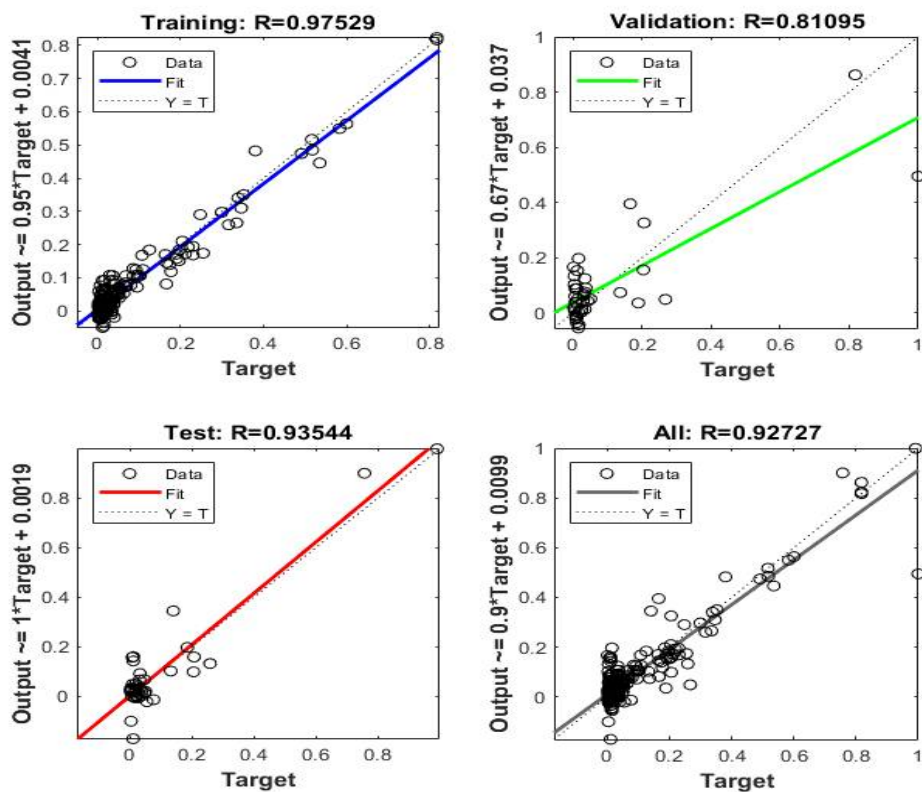 Training: R=0.97529
Output ~= 0.95*Target + 0.0041
0.8
0.7
0.6
0.5
0.4
0.3
0.2
0.1
0
Data
Fit
Y = T
0
0.2
0.4
0.6
0.8
Target
Validation: R=0.81095
Output ~= 0.67*Target + 0.037
1
0.8
0.6
0.4
0.2
0
Data
Fit
Y = T
0
0.2
0.4
0.6
0.8
1
Target
Test: R=0.93544
Output ~= 1*Target + 0.0019
1
0.8
0.6
0.4
0.2
0
Data
Fit
Y = T
0
0.2
0.4
0.6
0.8
Target
All: R=0.92727
Output ~= 0.9*Target + 0.0099
1
0.8
0.6
0.4
0.2
0
Data
Fit
Y = T
0
0.2
0.4
0.6
0.8
1
Target